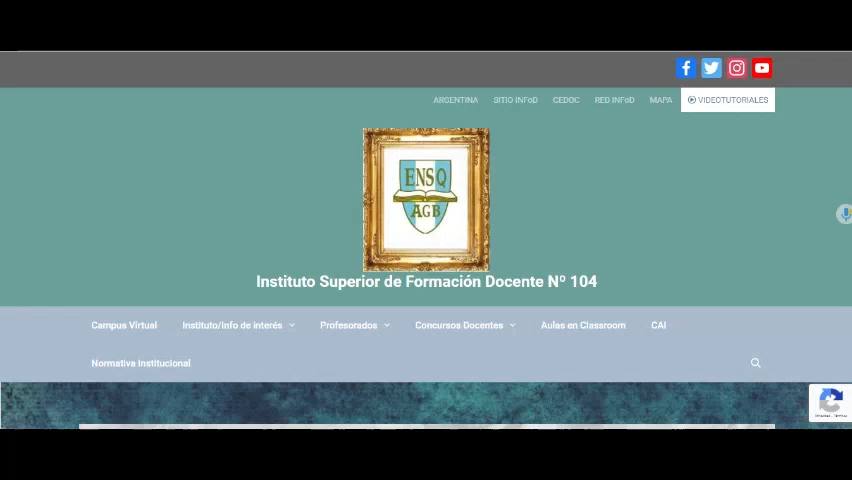 ARGENTINA SITIO INFoD CEDOC RED INFoD MAPA VIDEOTUTORIALES
ENSQ
AGB
Instituto Superior de Formación Docente Nº 104
Campus Virtual Instituto/Info de interés Profesorados Concursos Docentes Aulas en Classroom CAI
Normativa Institucional